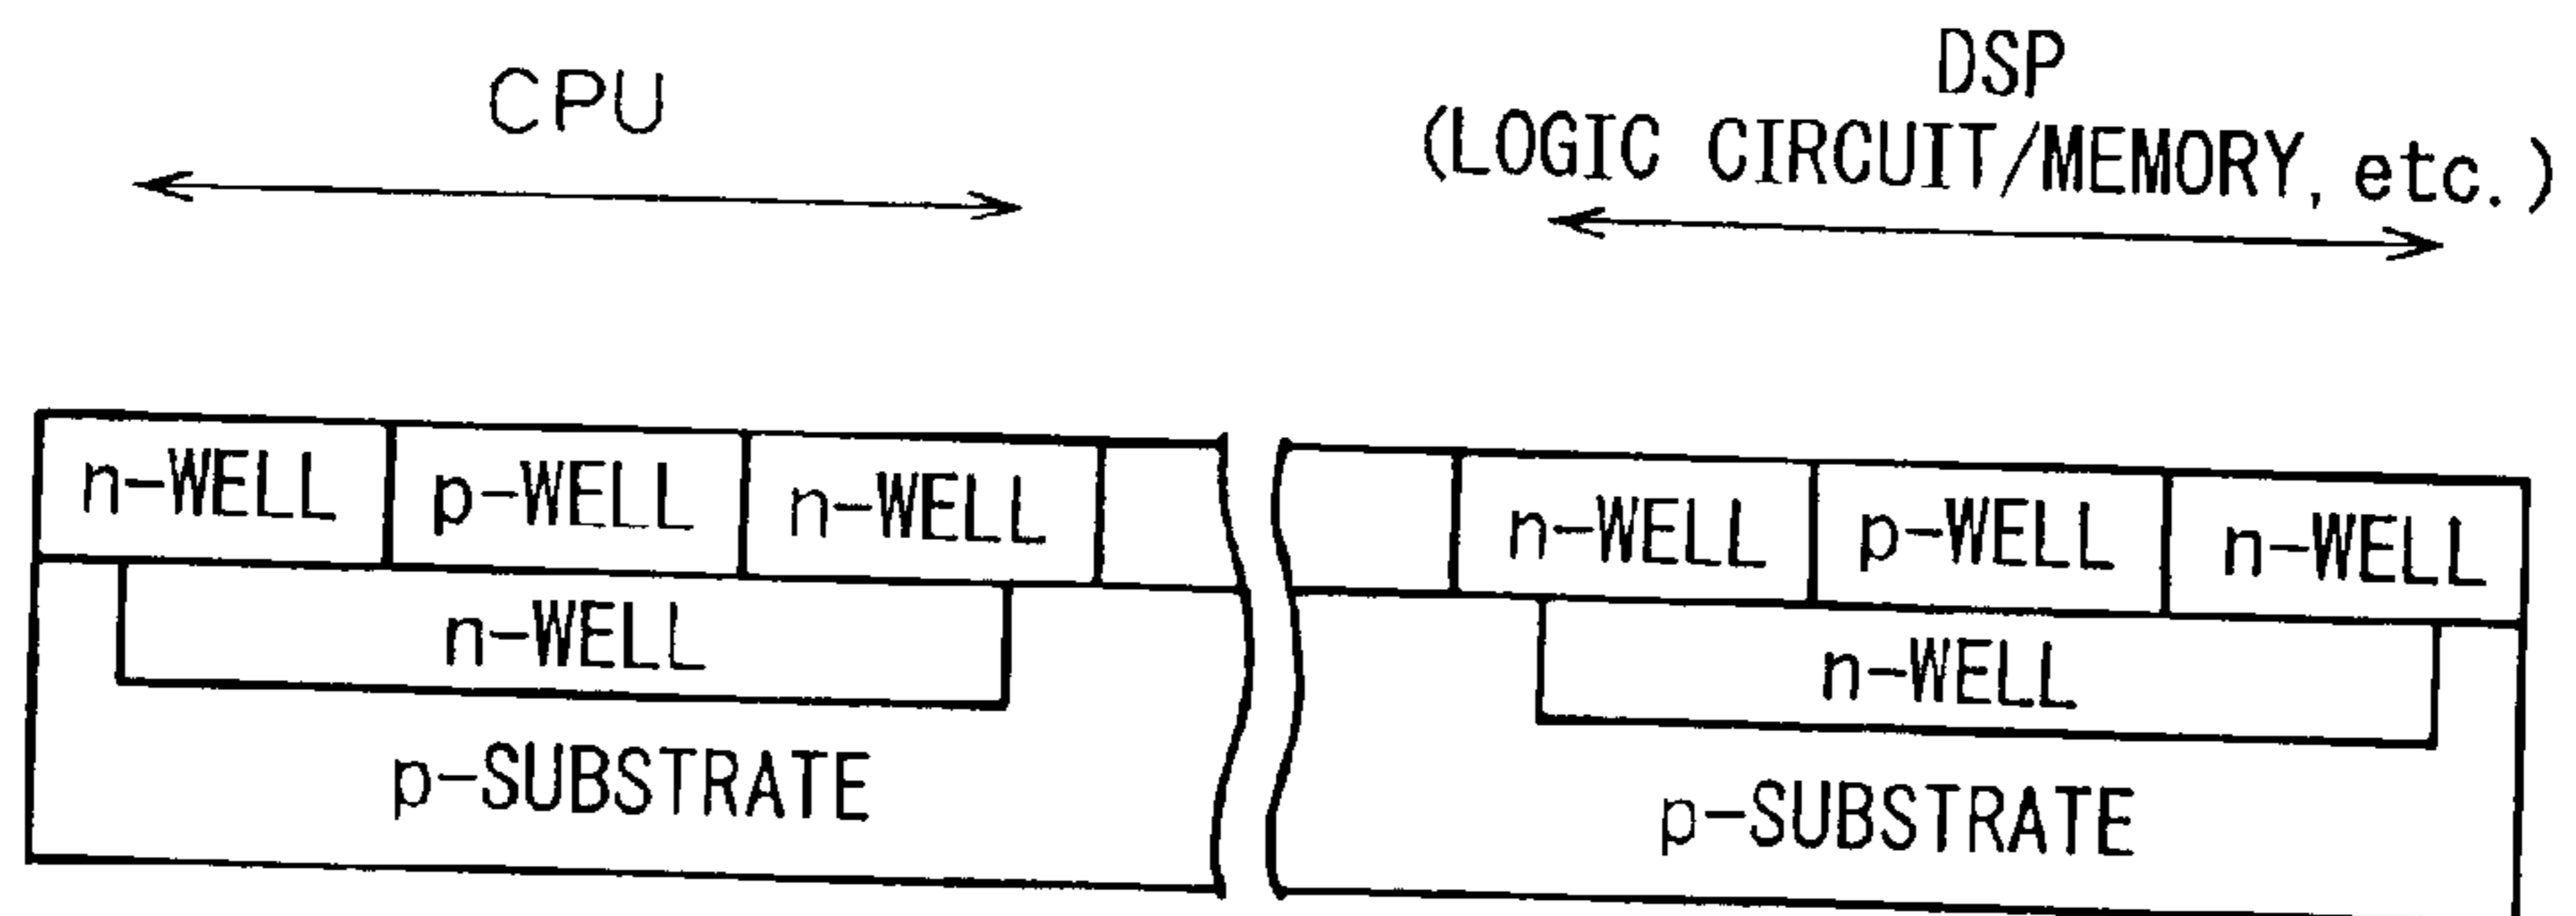 CPU
DSP
(LOGIC CIRCUIT/MEMORY, etc.)
n-WELL p-WELL n-WELL n-WELL p-WELL n-WELL
n-WELL n-WELL
p-SUBSTRATE p-SUBSTRATE